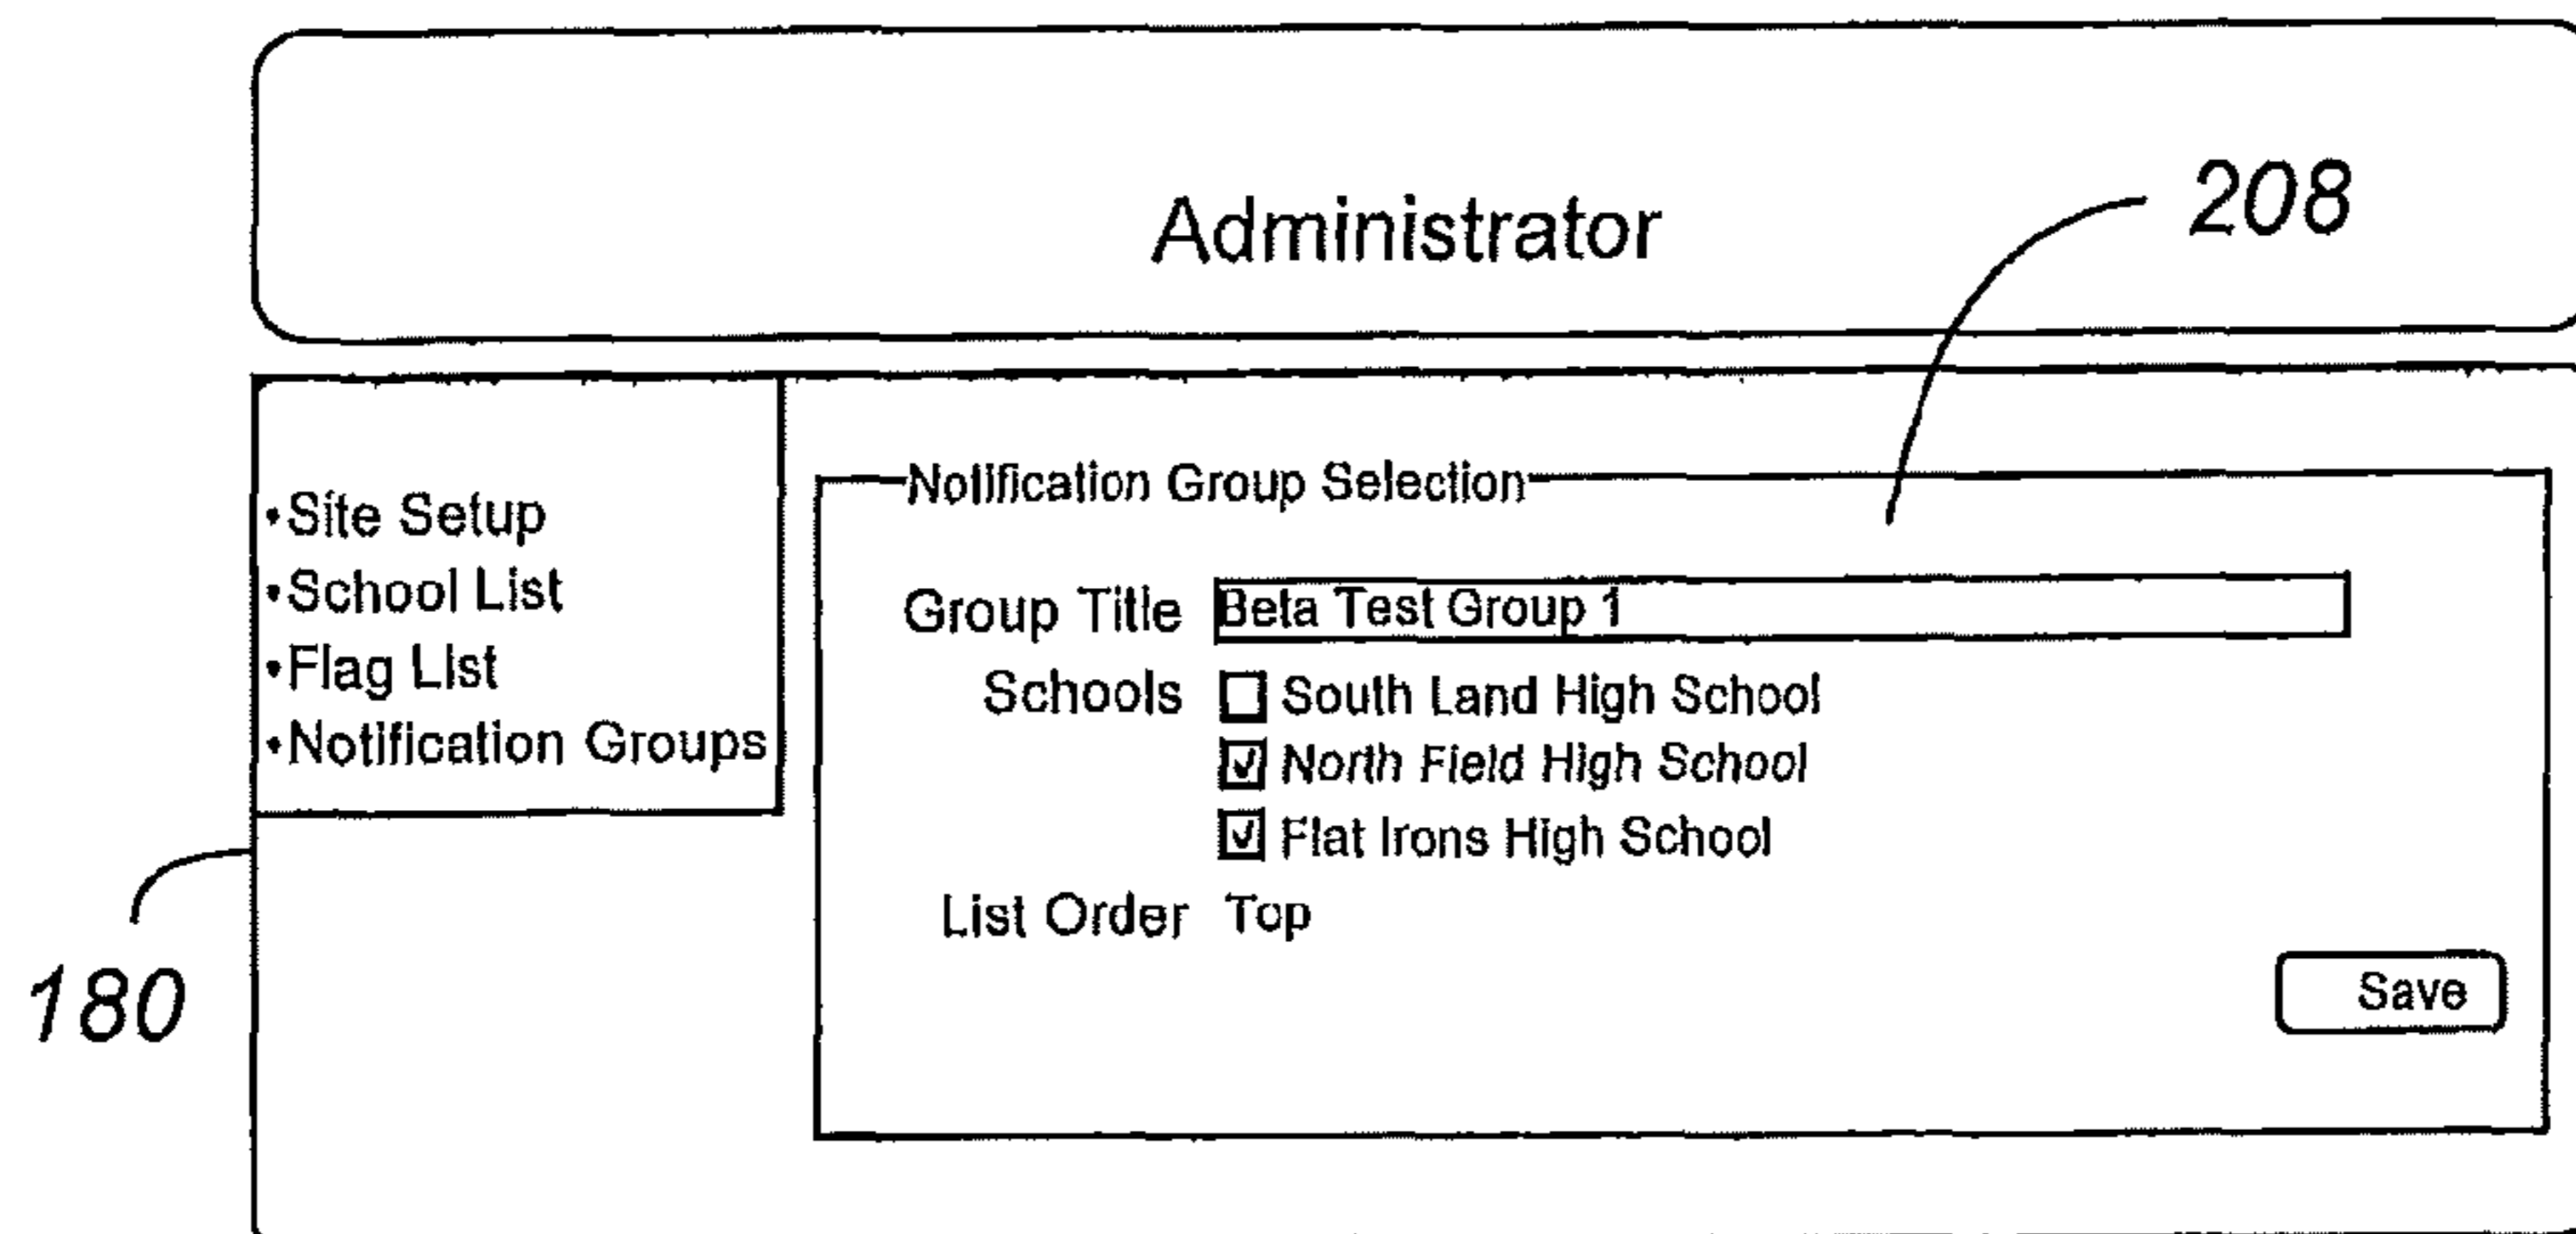 Administrator
208
•Site Setup
•School List
•Flag List
•Notification Groups
Notification Group Selection
Group Title Beta Test Group 1
Schools South Land High School
North Field High School
Flat Irons High School
List Order Top
Save
180